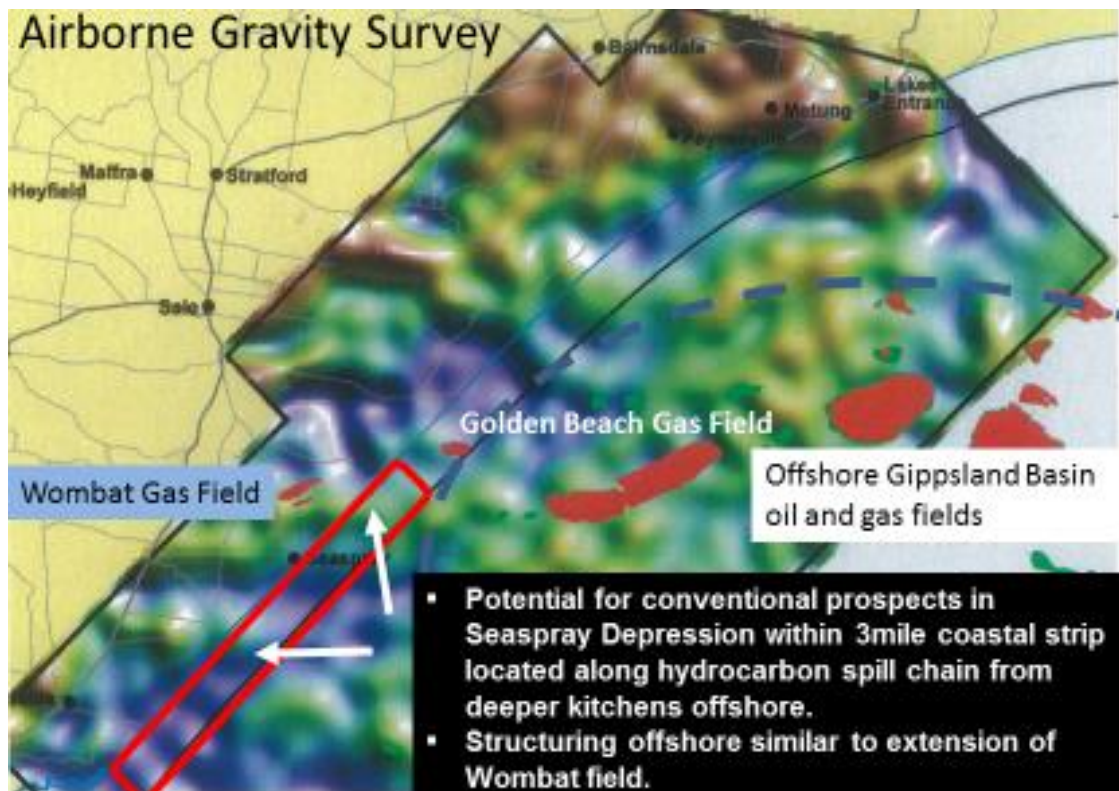 Airborne Gravity Survey
Bairnsdale
Lakes
Entrance
Metung
Maffra
Stratford
Heyfield
Sale
Golden Beach Gas Field
Wombat Gas Field
Offshore Gippsland Basin
oil and gas fields
▪ Potential for conventional prospects in
Seaspray Depression within 3mile coastal strip
located along hydrocarbon spill chain from
deeper kitchens offshore.
▪ Structuring offshore similar to extension of
Wombat field.